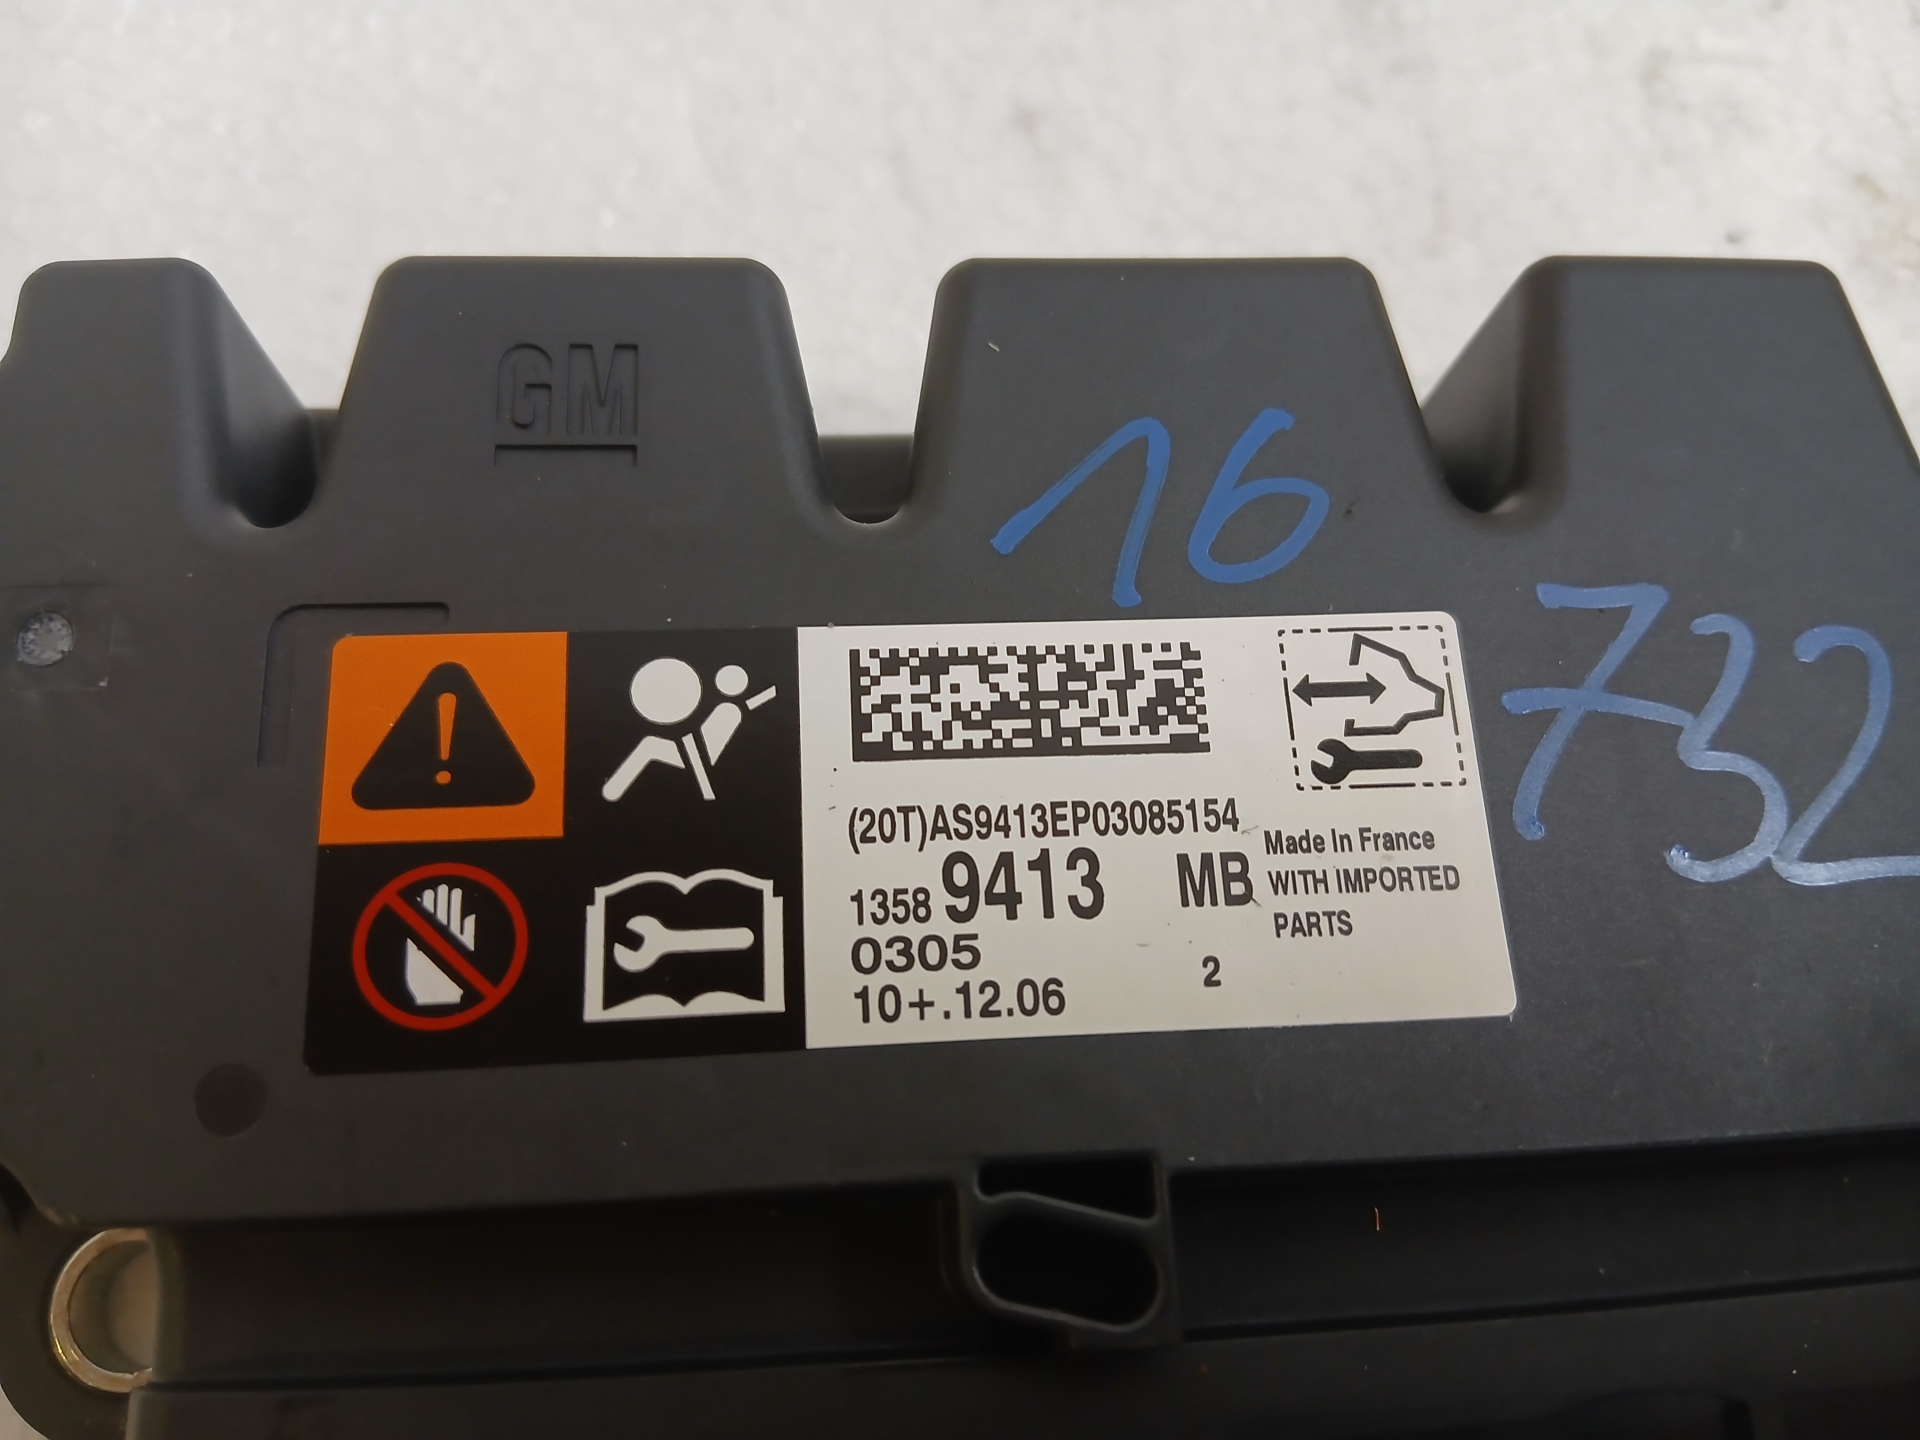 GM
16
732
(20T)AS9413EP03085154
1358 9413 MB
0305
10+.12.06
2
Made In France
WITH IMPORTED
PARTS